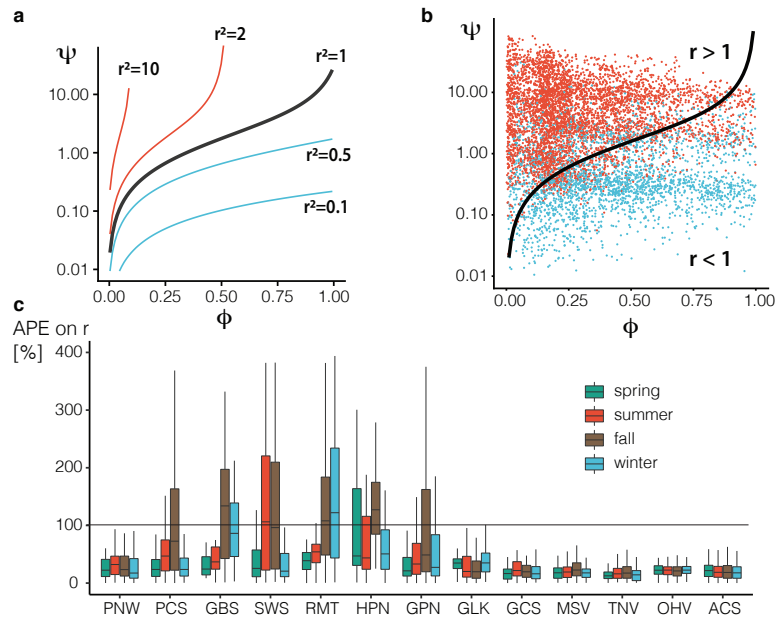 a
Ψ
r²=10
r²=2
r²=1
r²=0.5
r²=0.1
10.00
1.00
0.10
0.01
0.00 0.25 0.50 0.75 1.00
ϕ
b
Ψ
r > 1
r < 1
10.00
1.00
0.10
0.01
0.00 0.25 0.50 0.75 1.00
ϕ
c
APE on r
[%]
400
300
200
100
0
spring
summer
fall
winter
PNW PCS GBS SWS RMT HPN GPN GLK GCS MSV TNV OHV ACS